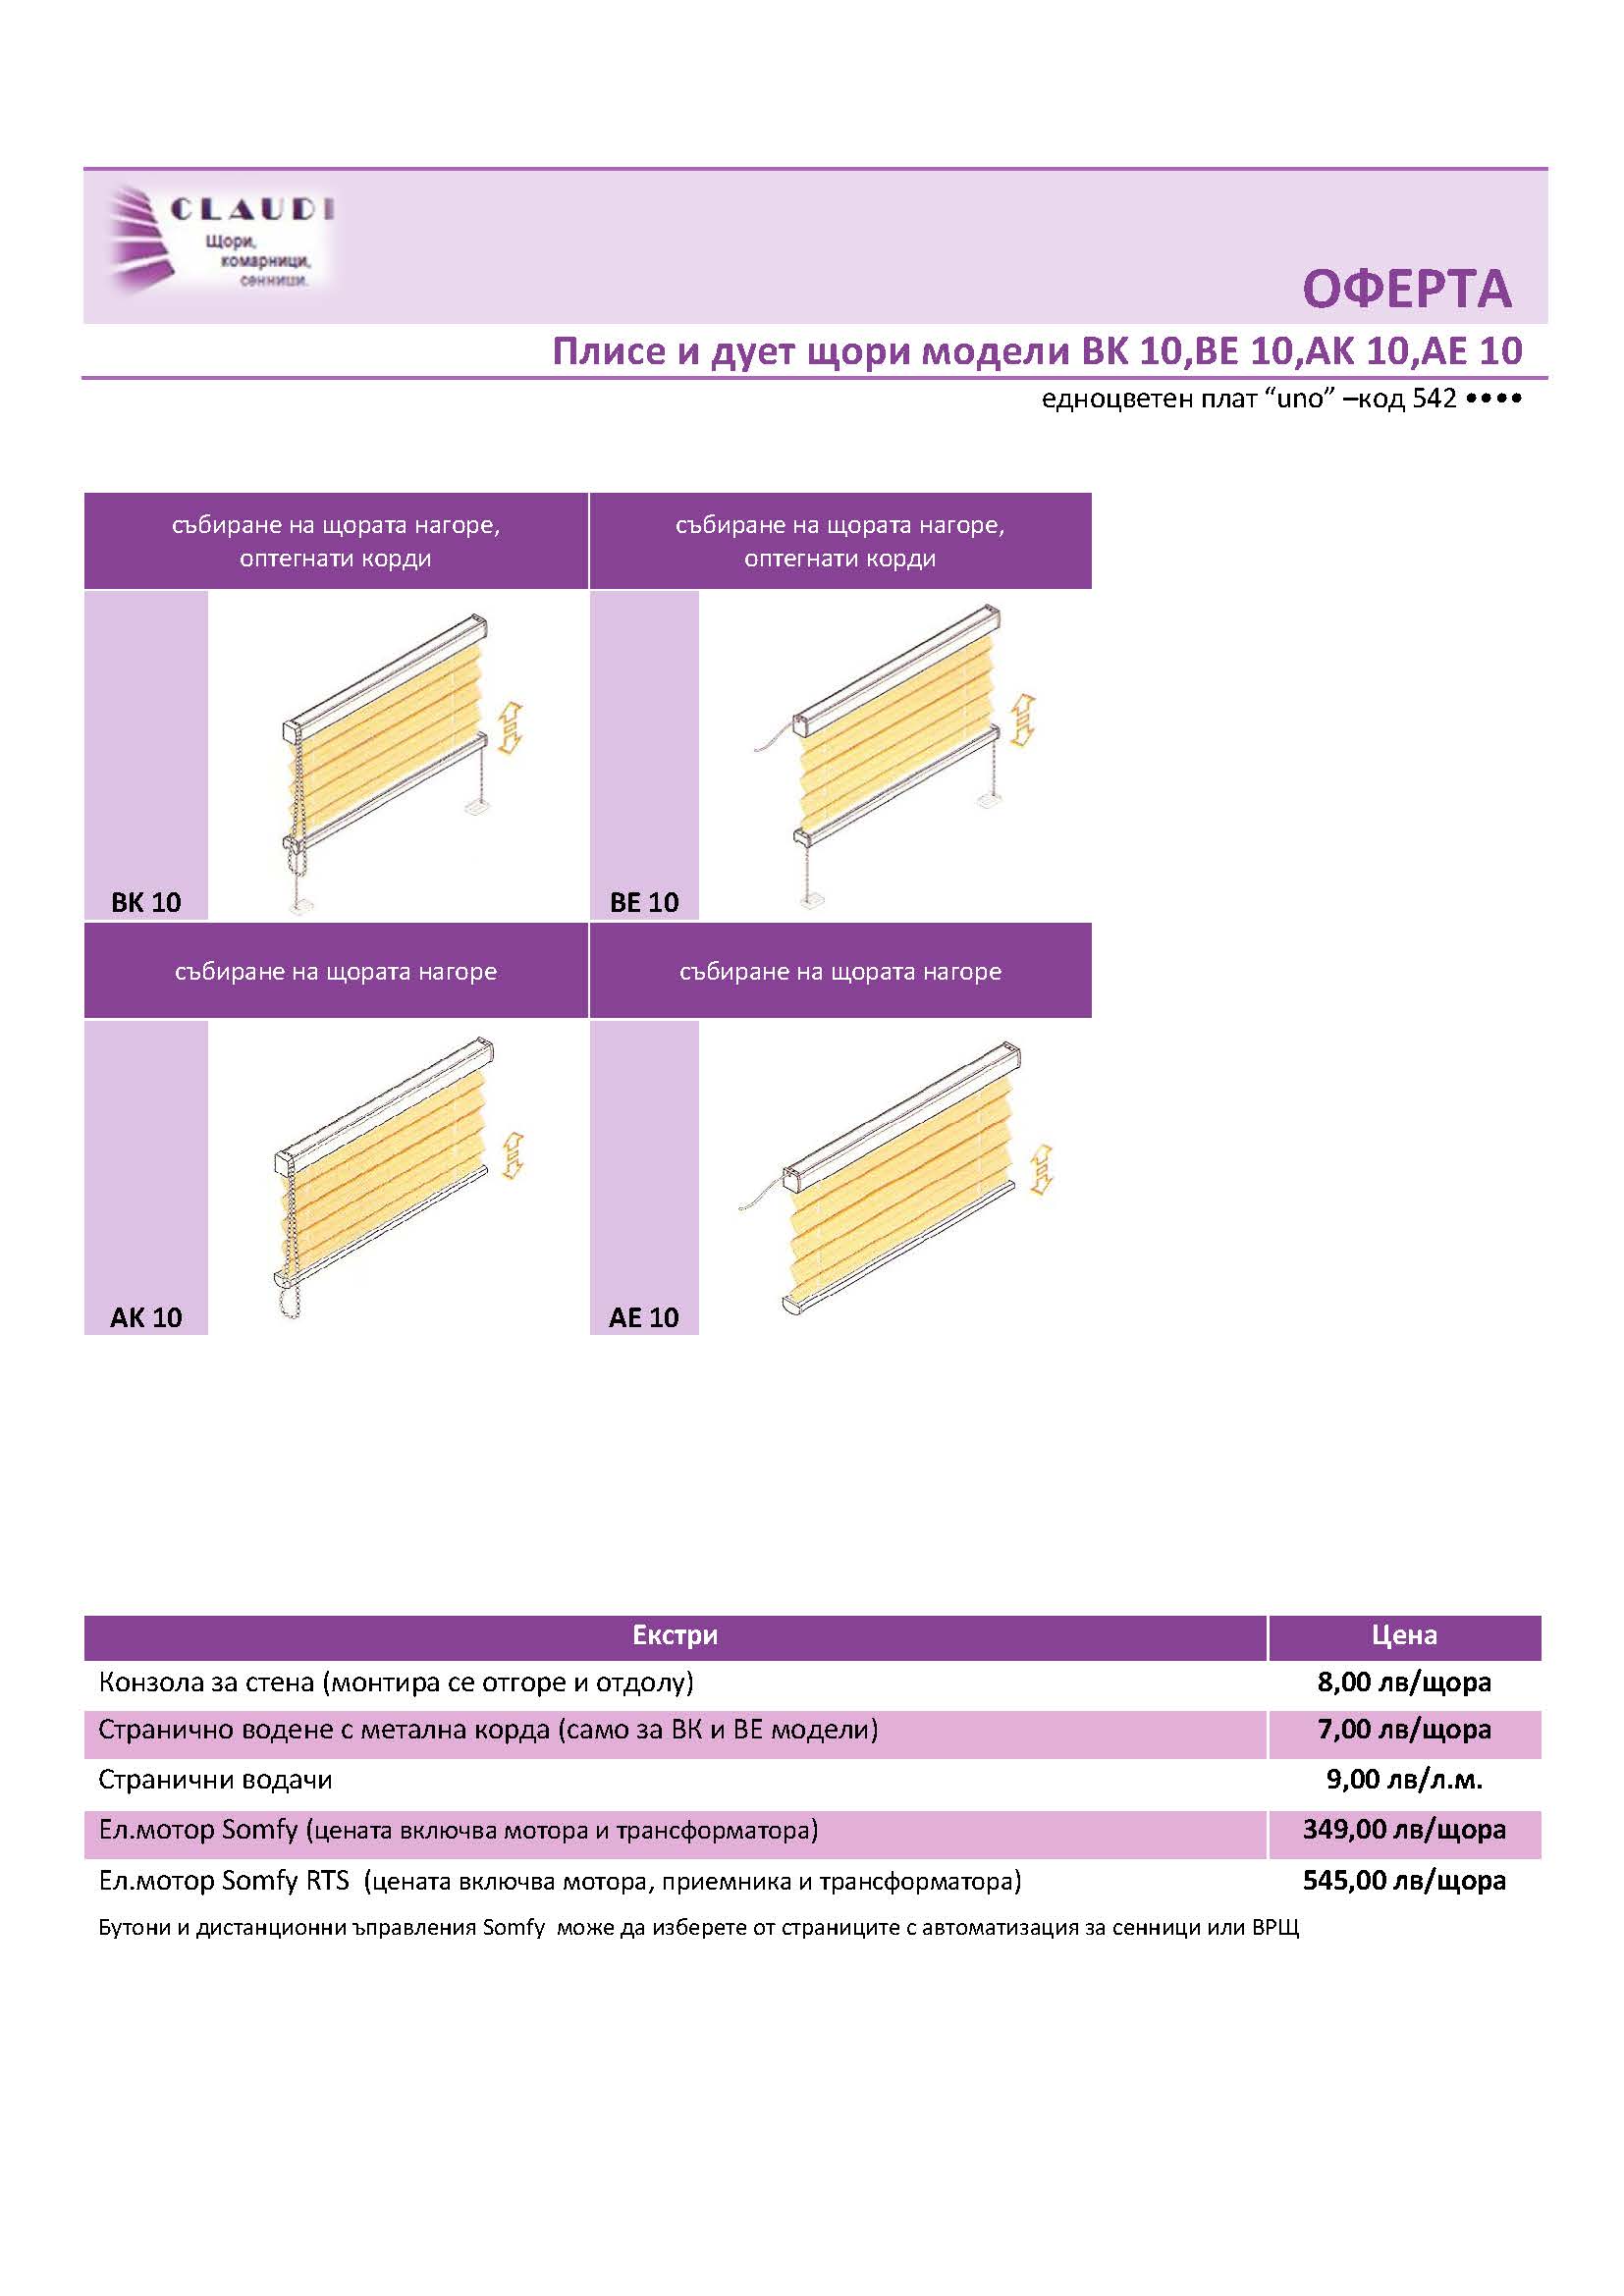 CLAUDI
Щори,
комарници,
сенници.
ОФЕРТА
Плисе и дует щори модели BK 10,BE 10,AK 10,AE 10
едноцветен плат “uno” –код 542 ••••
събиране на щората нагоре,
оптегнати корди
събиране на щората нагоре,
оптегнати корди
BK 10
BE 10
събиране на щората нагоре
събиране на щората нагоре
AK 10
AE 10
Екстри Цена
Конзола за стена (монтира се отгоре и отдолу) 8,00 лв/щора
Странично водене с метална корда (само за BK и BE модели) 7,00 лв/щора
Странични водачи 9,00 лв/л.м.
Ел.мотор Somfy (цената включва мотора и трансформатора) 349,00 лв/щора
Ел.мотор Somfy RTS (цената включва мотора, приемника и трансформатора) 545,00 лв/щора
Бутони и дистанционни ъправления Somfy може да изберете от страниците с автоматизация за сенници или ВРЩ